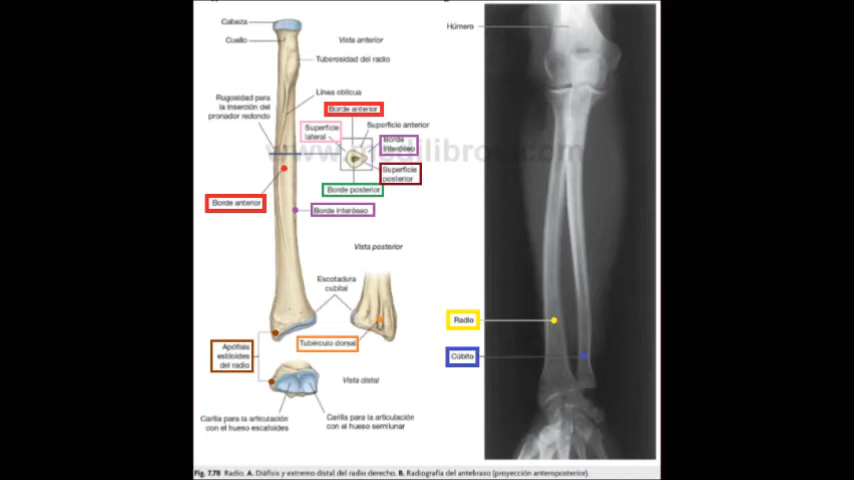 Cabeza
Cuello
Vista anterior
Tuberosidad del radio
Línea oblicua
Rugosidad para
la inserción del
pronador redondo
Borde anterior
Superficie
lateral
Superficie anterior
Borde
interóseo
Superficie
posterior
Borde posterior
Borde anterior
Borde interóseo
Vista posterior
Escotadura
cubital
Tubérculo dorsal
Apófisis
estiloides
del radio
Vista distal
Carilla para la articulación
con el hueso escafoides
Carilla para la articulación
con el hueso semilunar
Húmero
Radio
Cúbito
Fig. 7.78 Radio. A. Diáfisis y extremo distal del radio derecho. B. Radiografía del antebrazo (proyección anteroposterior).